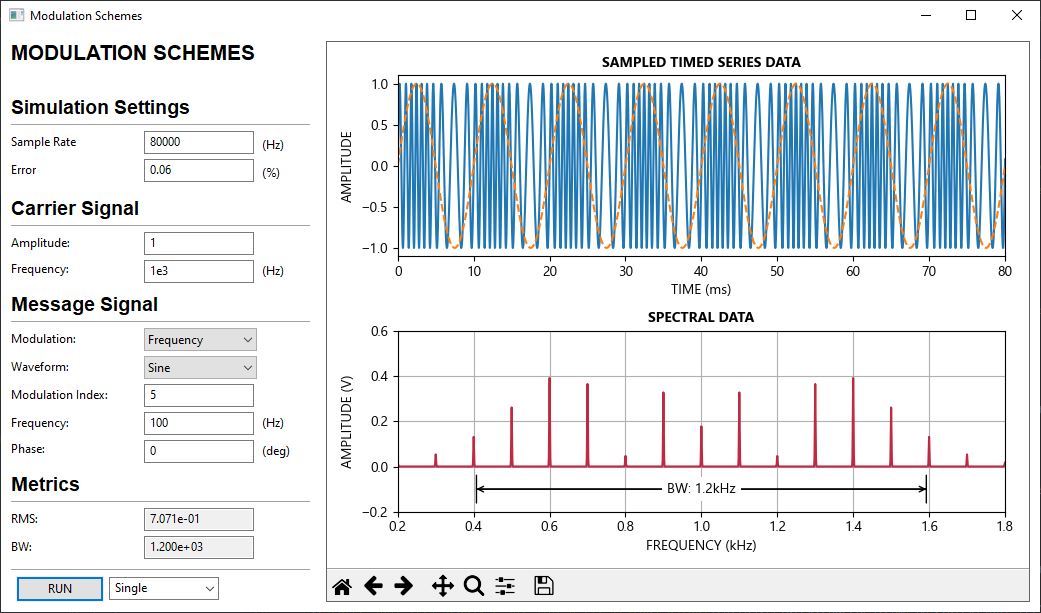 Modulation Schemes
MODULATION SCHEMES
Simulation Settings
Sample Rate 80000 (Hz)
Error 0.06 (%)
Carrier Signal
Amplitude: 1
Frequency: 1e3 (Hz)
Message Signal
Modulation: Frequency
Waveform: Sine
Modulation Index: 5
Frequency: 100 (Hz)
Phase: 0 (deg)
Metrics
RMS: 7.071e-01
BW: 1.200e+03
RUN Single
SAMPLED TIMED SERIES DATA
AMPLITUDE
1.0
0.5
0.0
−0.5
−1.0
0 10 20 30 40 50 60 70 80
TIME (ms)
SPECTRAL DATA
AMPLITUDE (V)
0.6
0.4
0.2
0.0
−0.2
BW: 1.2kHz
0.2 0.4 0.6 0.8 1.0 1.2 1.4 1.6 1.8
FREQUENCY (kHz)